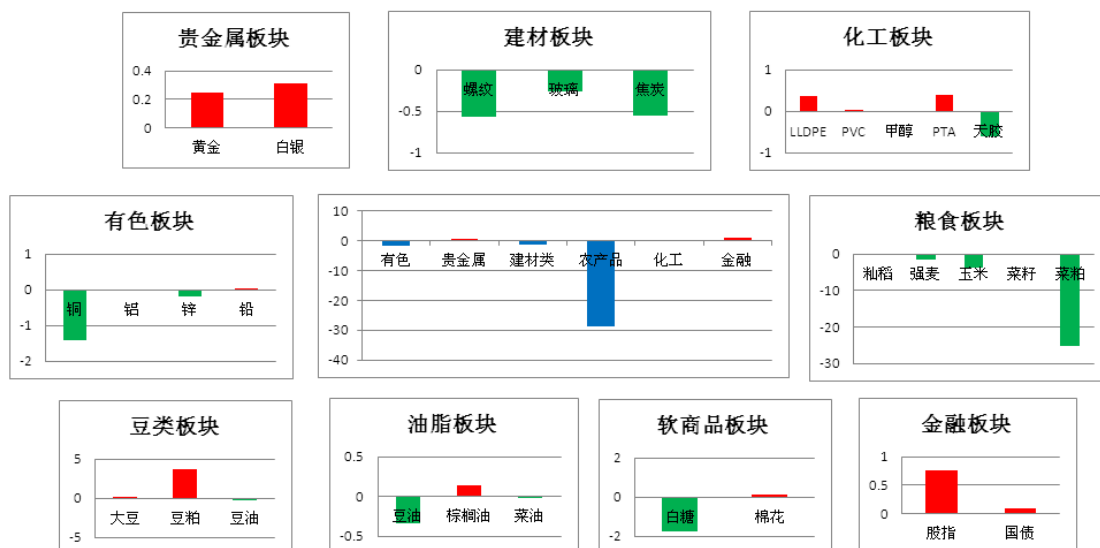 贵金属板块
0.4
0.2
0
黄金 白银
建材板块
0
-0.5
-1
螺纹 玻璃 焦炭
化工板块
1
0
-1
LLDPE PVC 甲醇 PTA 天胶
有色板块
1
0
-1
-2
铜 铝 锌 铅
10
0
-10
-20
-30
-40
有色 贵金属 建材类 农产品 化工 金融
粮食板块
0
-10
-20
-30
籼稻 强麦 玉米 菜籽 菜粕
豆类板块
5
0
-5
大豆 豆粕 豆油
油脂板块
0.5
0
-0.5
豆油 棕榈油 菜油
软商品板块
2
0
-2
白糖 棉花
金融板块
1
0.5
0
股指 国债